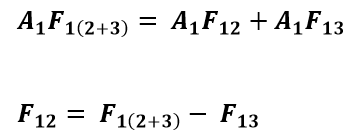 A₁F₁₍₂₊₃₎ = A₁F₁₂ + A₁F₁₃
F₁₂ = F₁₍₂₊₃₎ − F₁₃